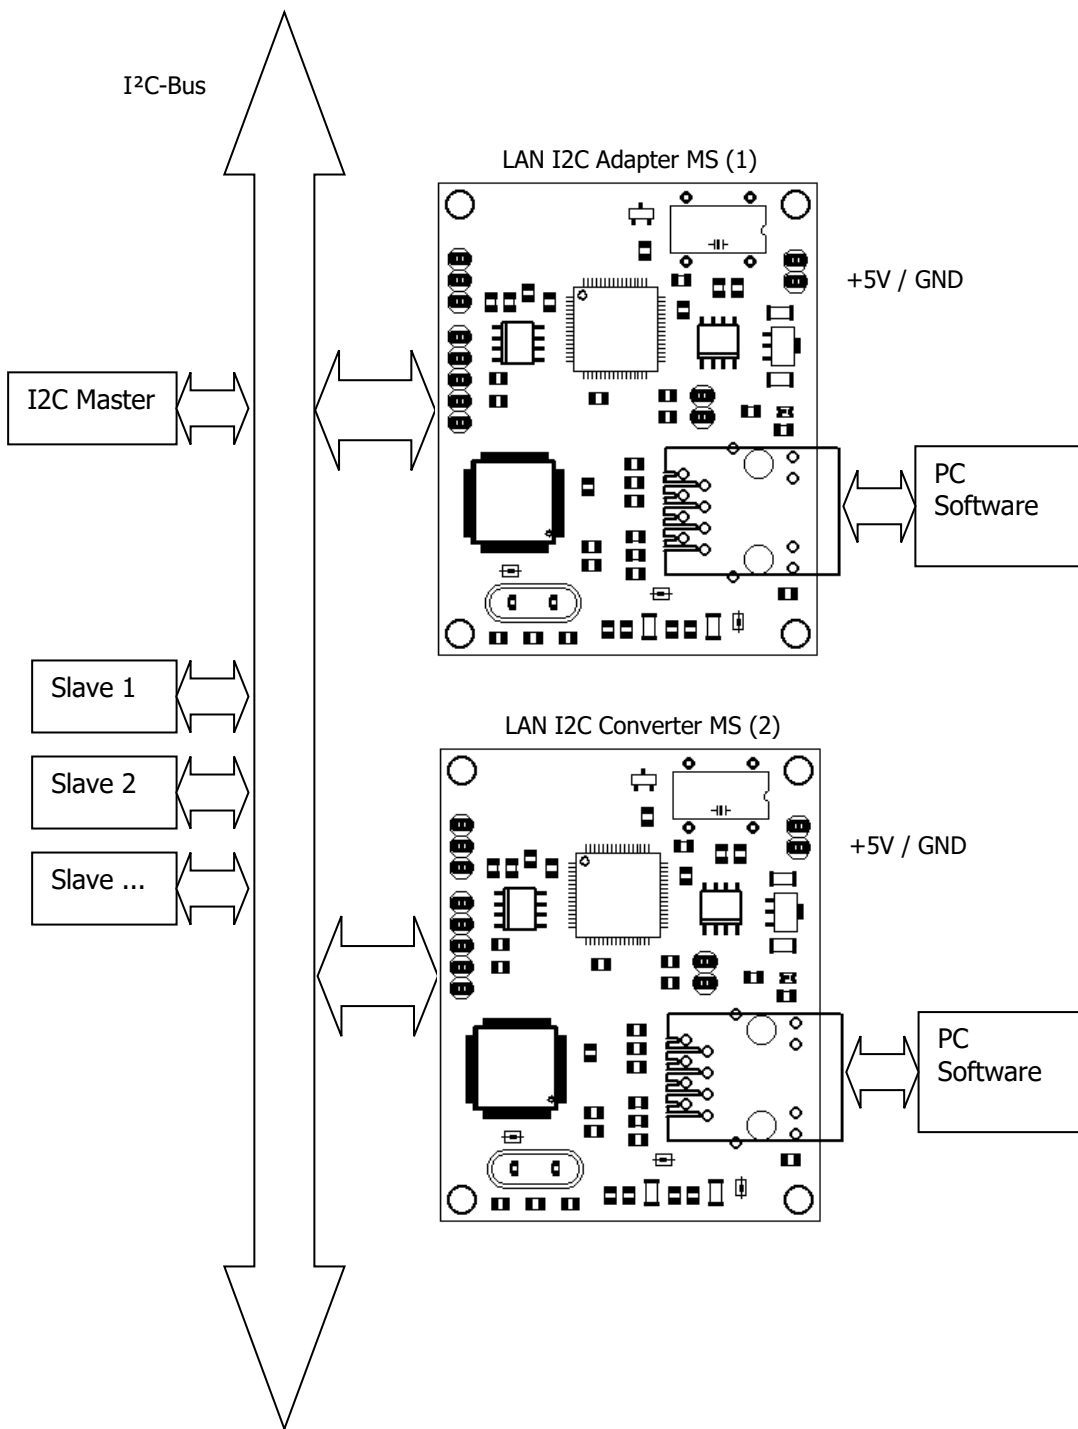 I²C-Bus
LAN I2C Adapter MS (1)
+5V / GND
I2C Master
PC
Software
Slave 1
LAN I2C Converter MS (2)
Slave 2
+5V / GND
Slave ...
PC
Software